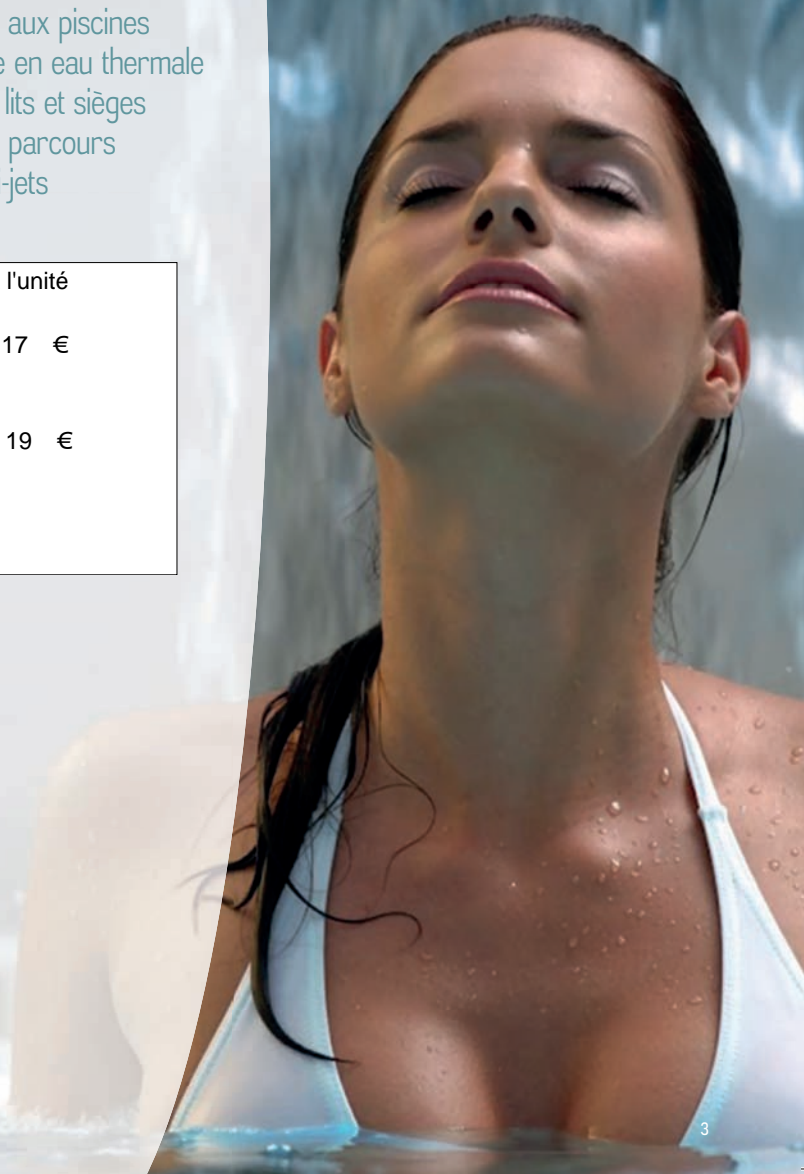 aux piscines
e en eau thermale
lits et sièges
parcours
i-jets
l'unité
17 €
19 €
3